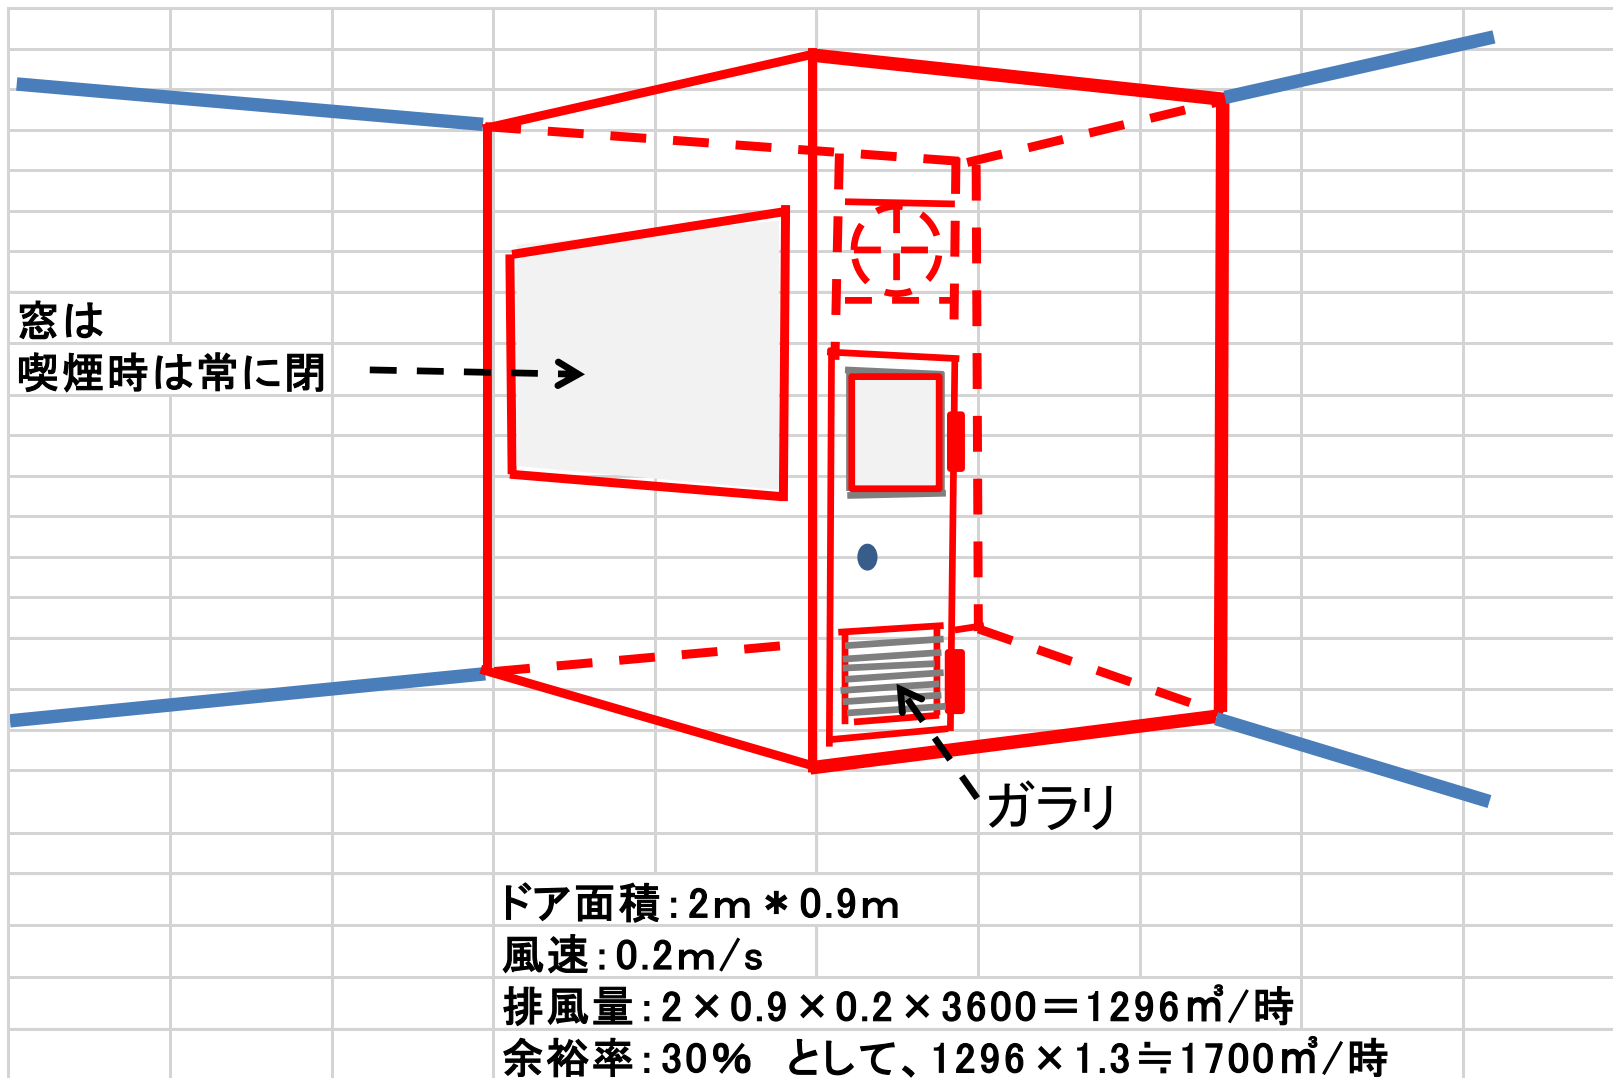 窓は
喫煙時は常に閉
ガラリ
ドア面積：2m＊0.9m
風速：0.2m/s
排風量：2×0.9×0.2×3600＝1296㎥/時
余裕率：30%　として、1296×1.3≒1700㎥/時